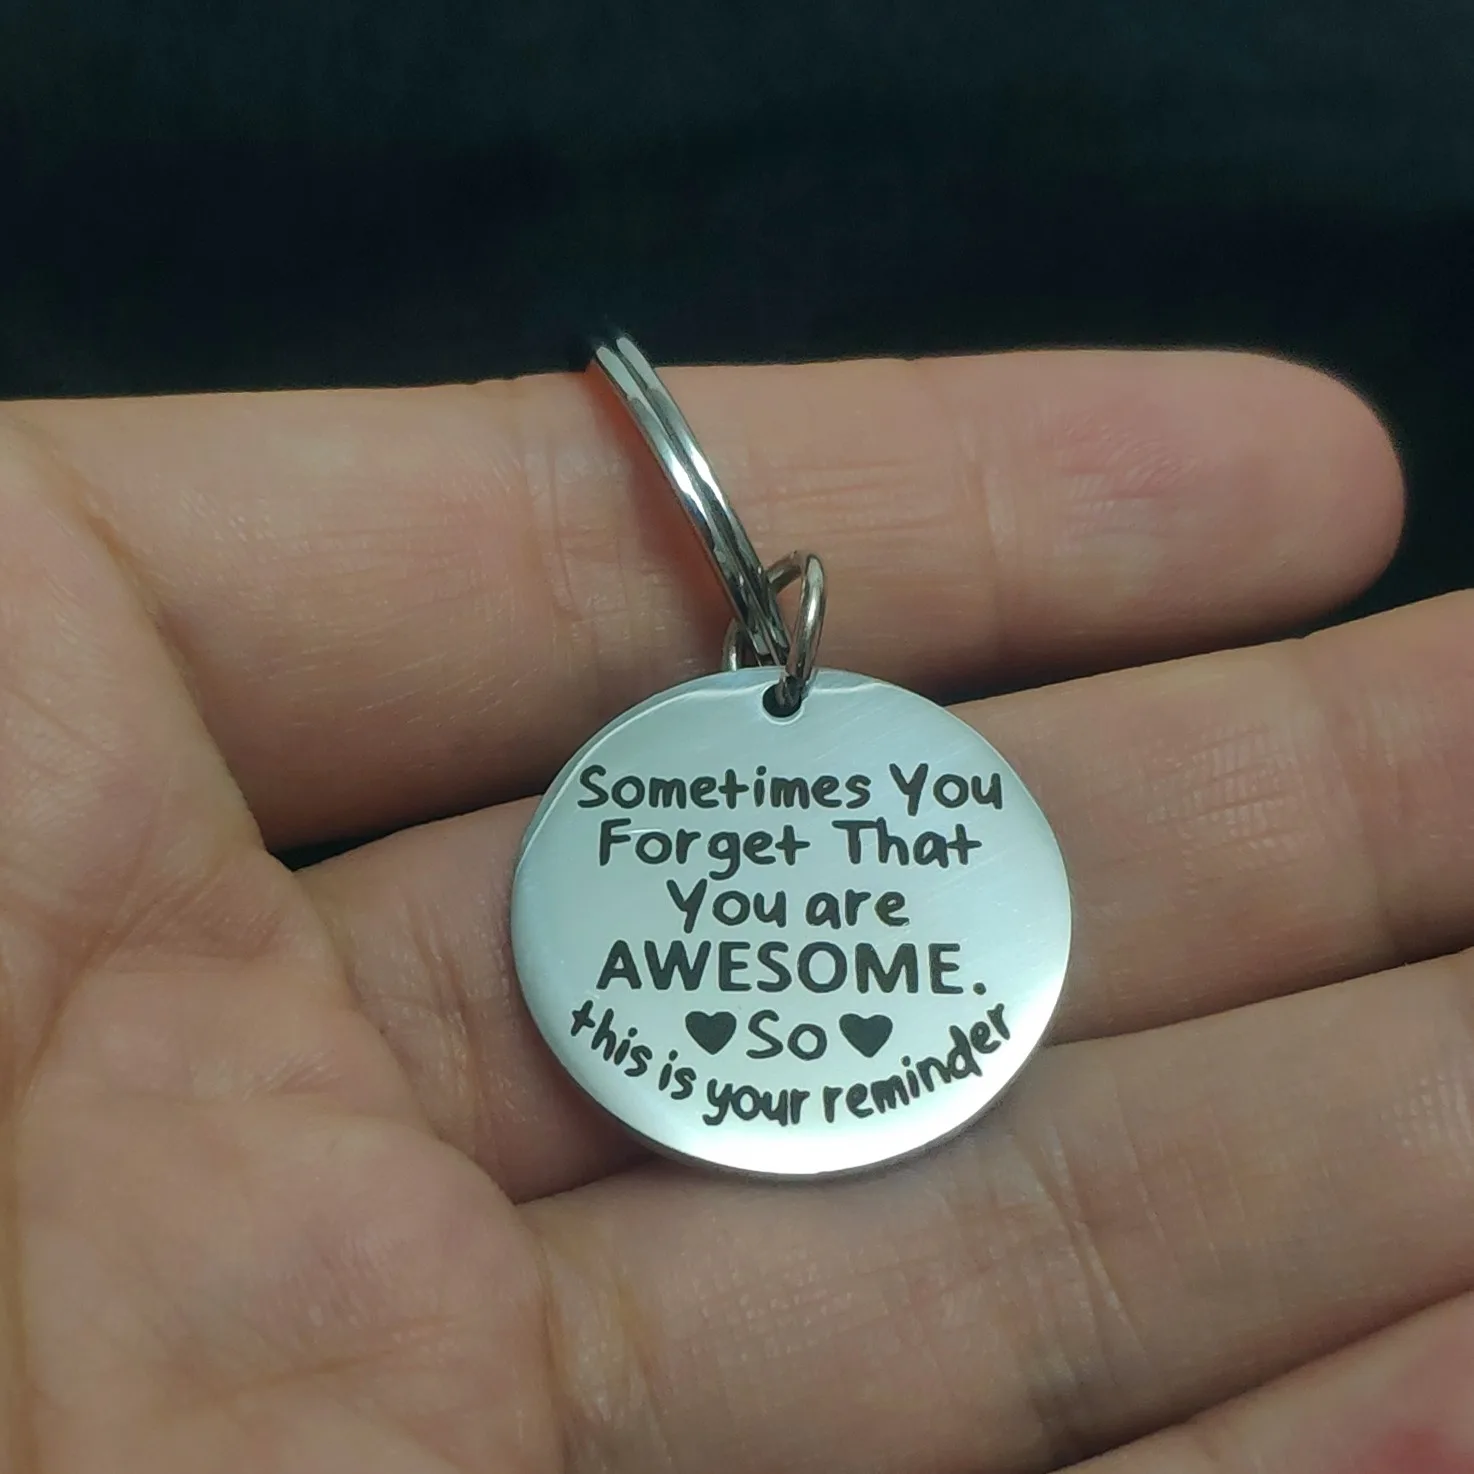 Sometimes You
Forget That
You are
AWESOME.
♥So♥
this is your reminder